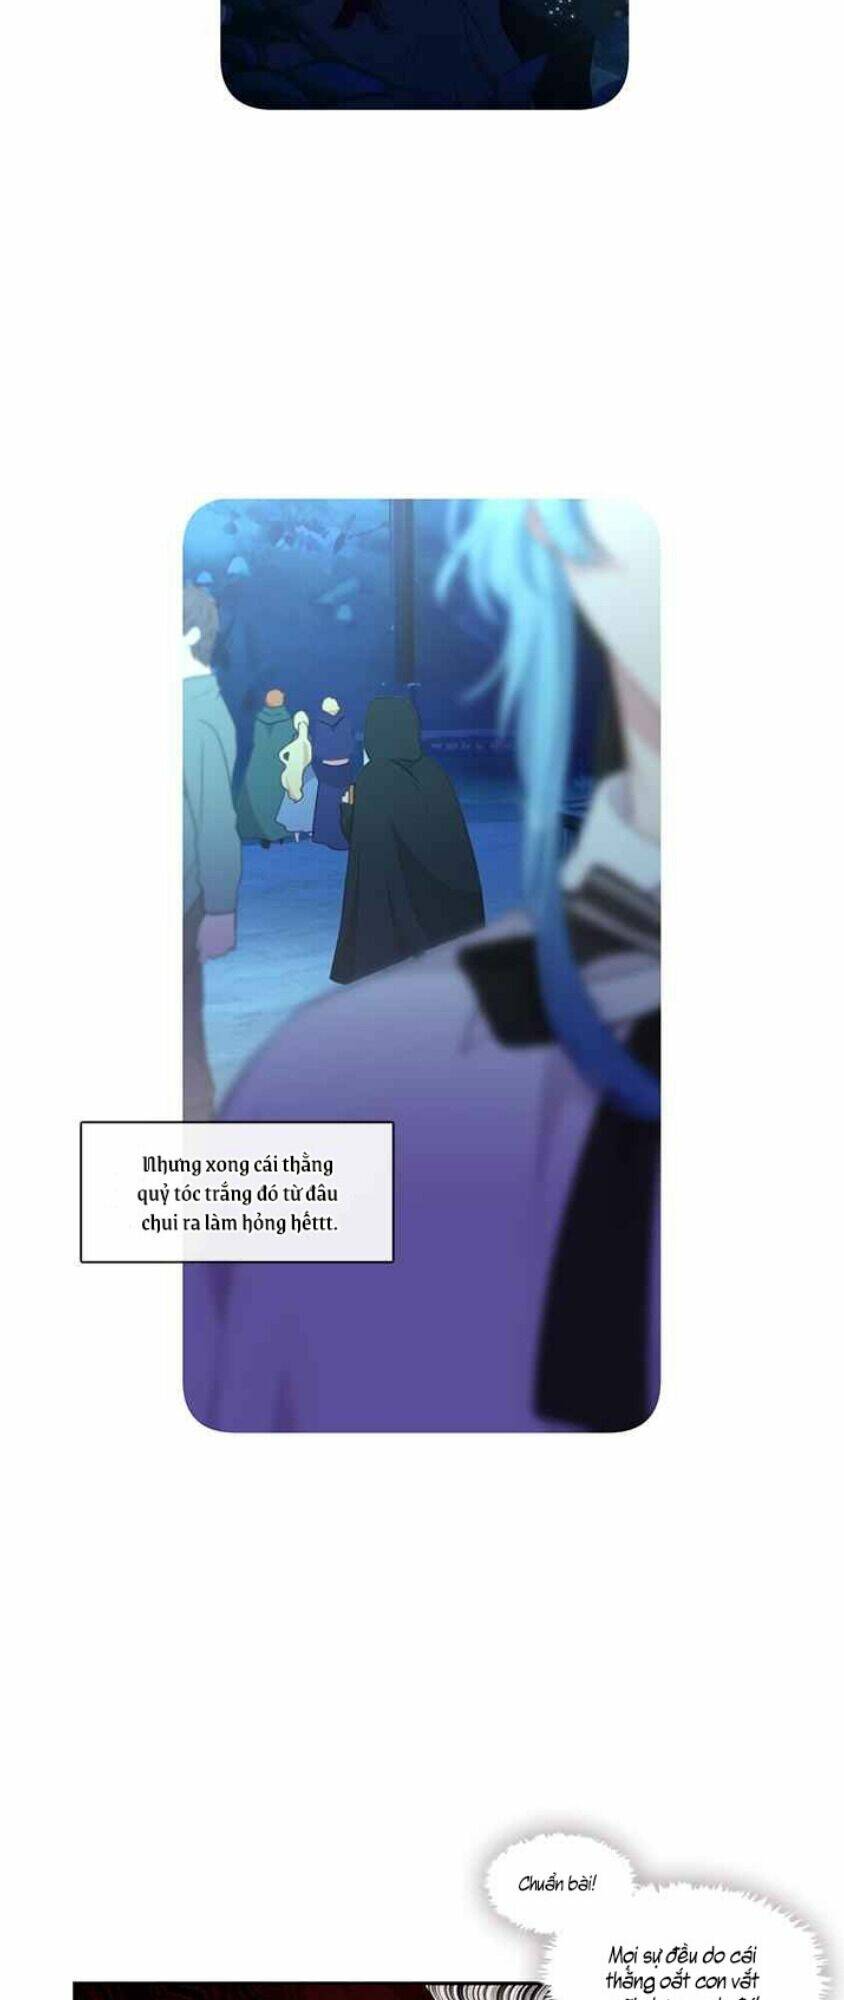 Nhưng xong cái thằng
quỷ tóc trắng đó từ đâu
chui ra làm hỏng hếttt.
Chuẩn bài!
Mọi sự đều do cái
thằng oắt con vắt